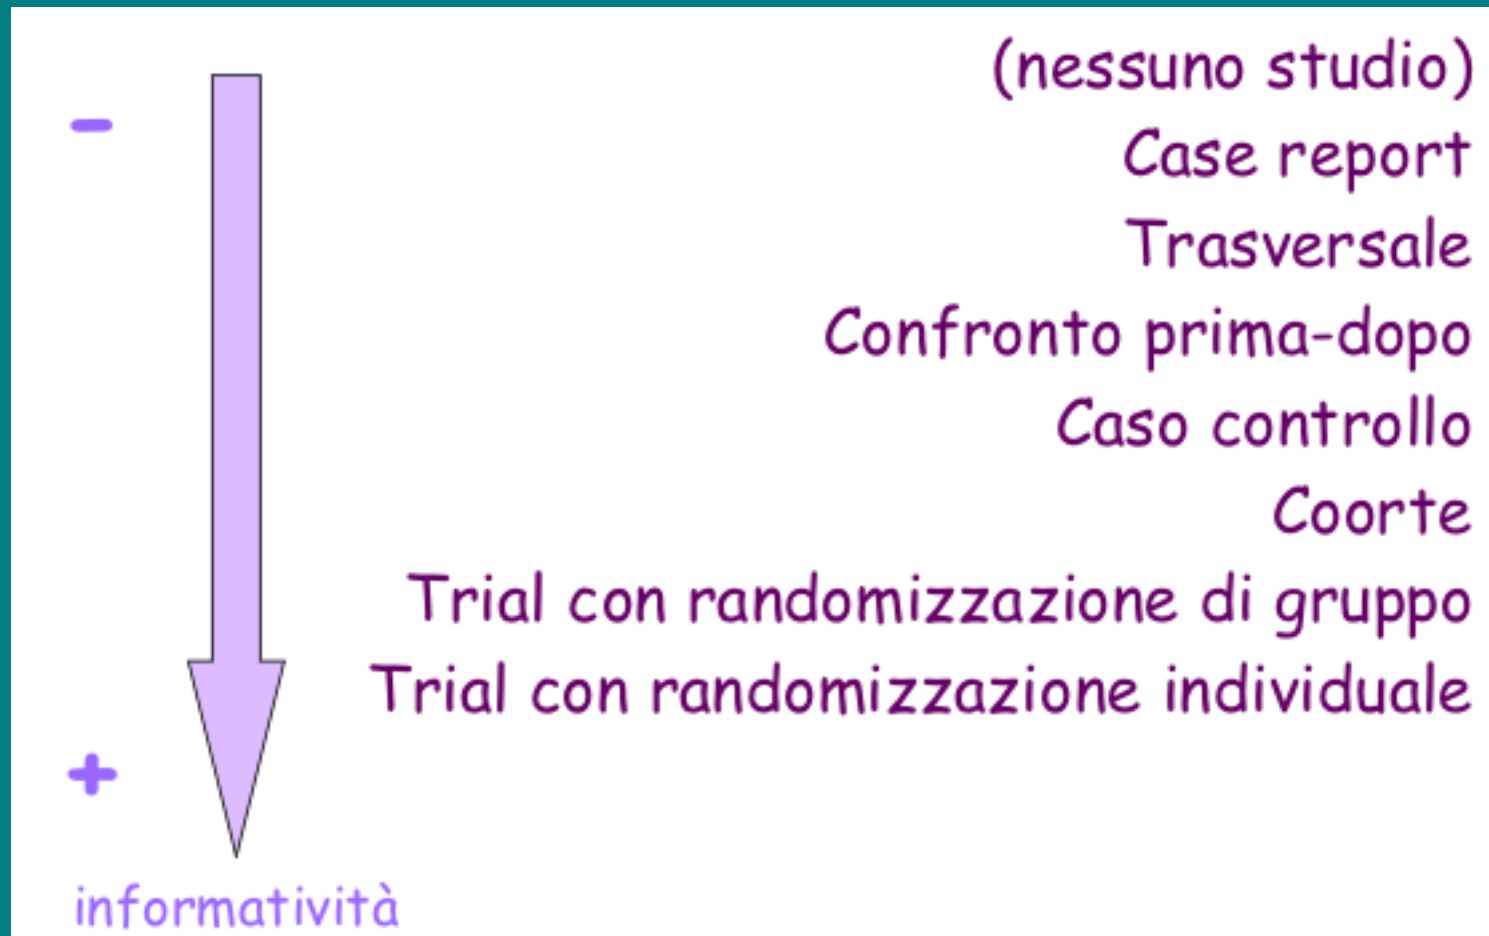 (nessuno studio)
-
Case report
Trasversale
Confronto prima-dopo
Caso controllo
Coorte
Trial con randomizzazione di gruppo
Trial con randomizzazione individuale
+
informatività